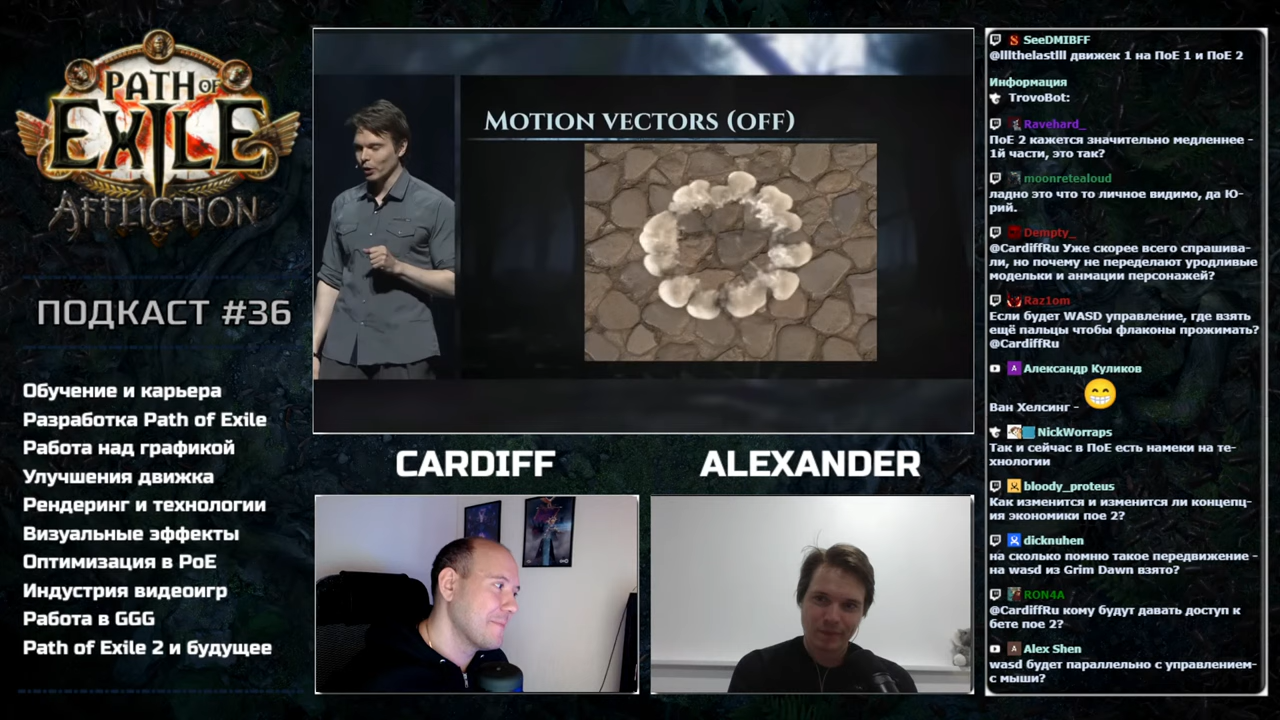 PATH OF
EXILE
AFFLICTION
ПОДКАСТ #36
Обучение и карьера
Разработка Path of Exile
Работа над графикой
Улучшения движка
Рендеринг и технологии
Визуальные эффекты
Оптимизация в PoE
Индустрия видеоигр
Работа в GGG
Path of Exile 2 и будущее
MOTION VECTORS (OFF)
CARDIFF
ALEXANDER
SeeDMIBFF
@lllthelastlll движек 1 на ПоЕ 1 и ПоЕ 2
Информация
TrovoBot:
Ravehard_
ПоЕ 2 кажется значительно медленнее -
1й части, это так?
moonretealoud
ладно это что то личное видимо, да Ю-
рий.
Dempty_
@CardiffRu Уже скорее всего спрашива-
ли, но почему не переделают уродливые
модельки и анмации персонажей?
Raz1om
Если будет WASD управление, где взять
ещё пальцы чтобы флаконы прожимать?
@CardiffRu
A Александр Куликов
Ван Хелсинг -
NickWorraps
Так и сейчас в ПоЕ есть намеки на те-
хнологии
bloody_proteus
Как изменится и изменится ли концепц-
ия экономики пое 2?
dicknuhen
на сколько помню такое передвижение -
на wasd из Grim Dawn взято?
RON4A
@CardiffRu кому будут давать доступ к
бете пое 2?
A Alex Shen
wasd будет параллельно с управлением-
с мыши?